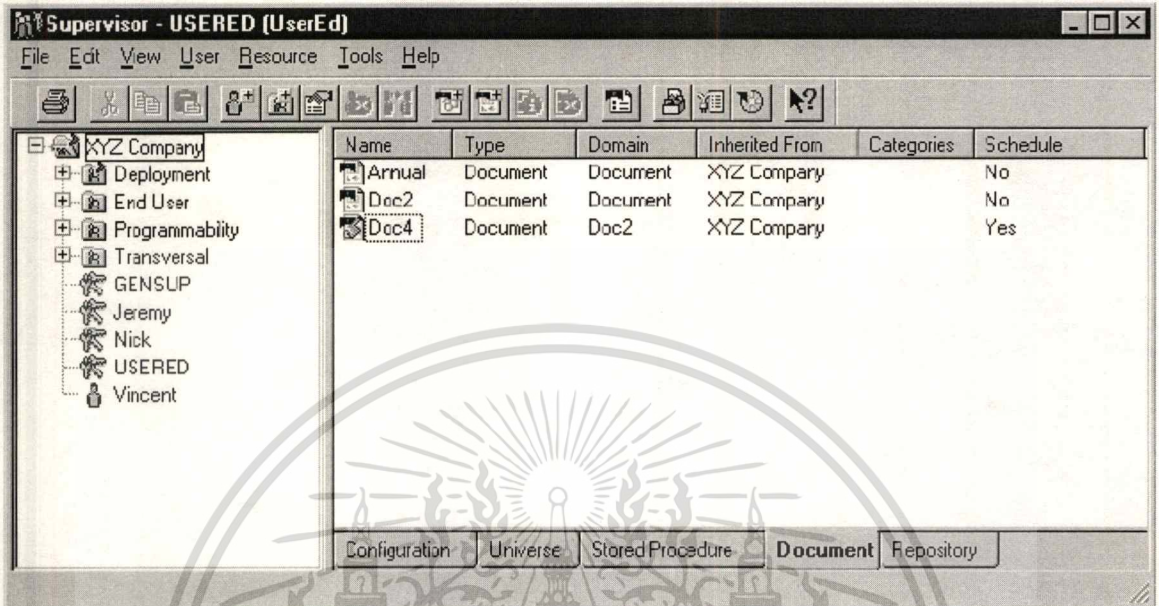 Supervisor - USERED (UserEd)
File Edit View User Resource Tools Help
XYZ Company
Deployment
End User
Programmability
Transversal
GENSUP
Jeremy
Nick
USERED
Vincent
Name Type Domain Inherited From Categories Schedule
Annual Document Document XYZ Company No
Doc2 Document Document XYZ Company No
Doc4 Document Doc2 XYZ Company Yes
Configuration Universe Stored Procedure Document Repository